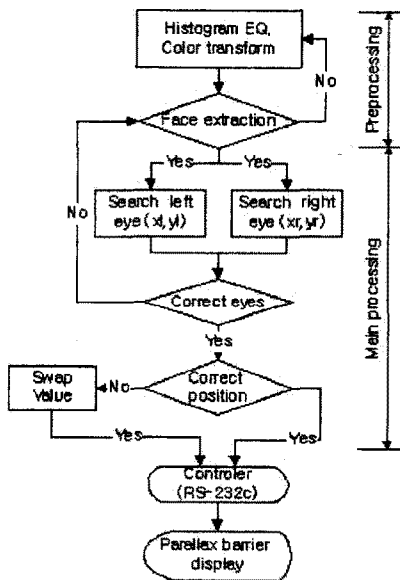 Histogram EQ,
Color transform
No
Face extraction
Yes
Yes
No
Search left
eye(xl,yl)
Search right
eye(xr,yr)
Correct eyes
Yes
Correct
position
No
Swap
Value
Yes
Yes
Controler
(RS-232c)
Parallax barrier
display
Preprocessing
Main processing